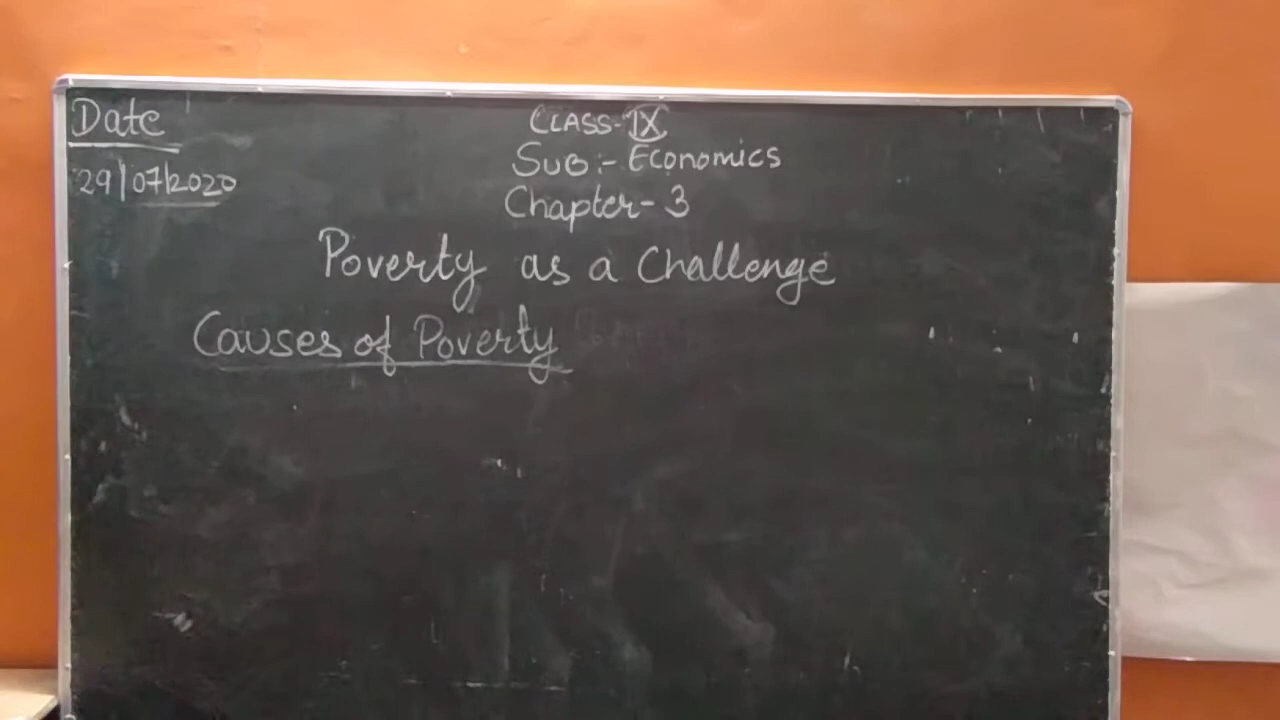 Date
29/07/2020
CLASS-IX
SUB:- Economics
Chapter-3
Poverty as a Challenge
Causes of Poverty